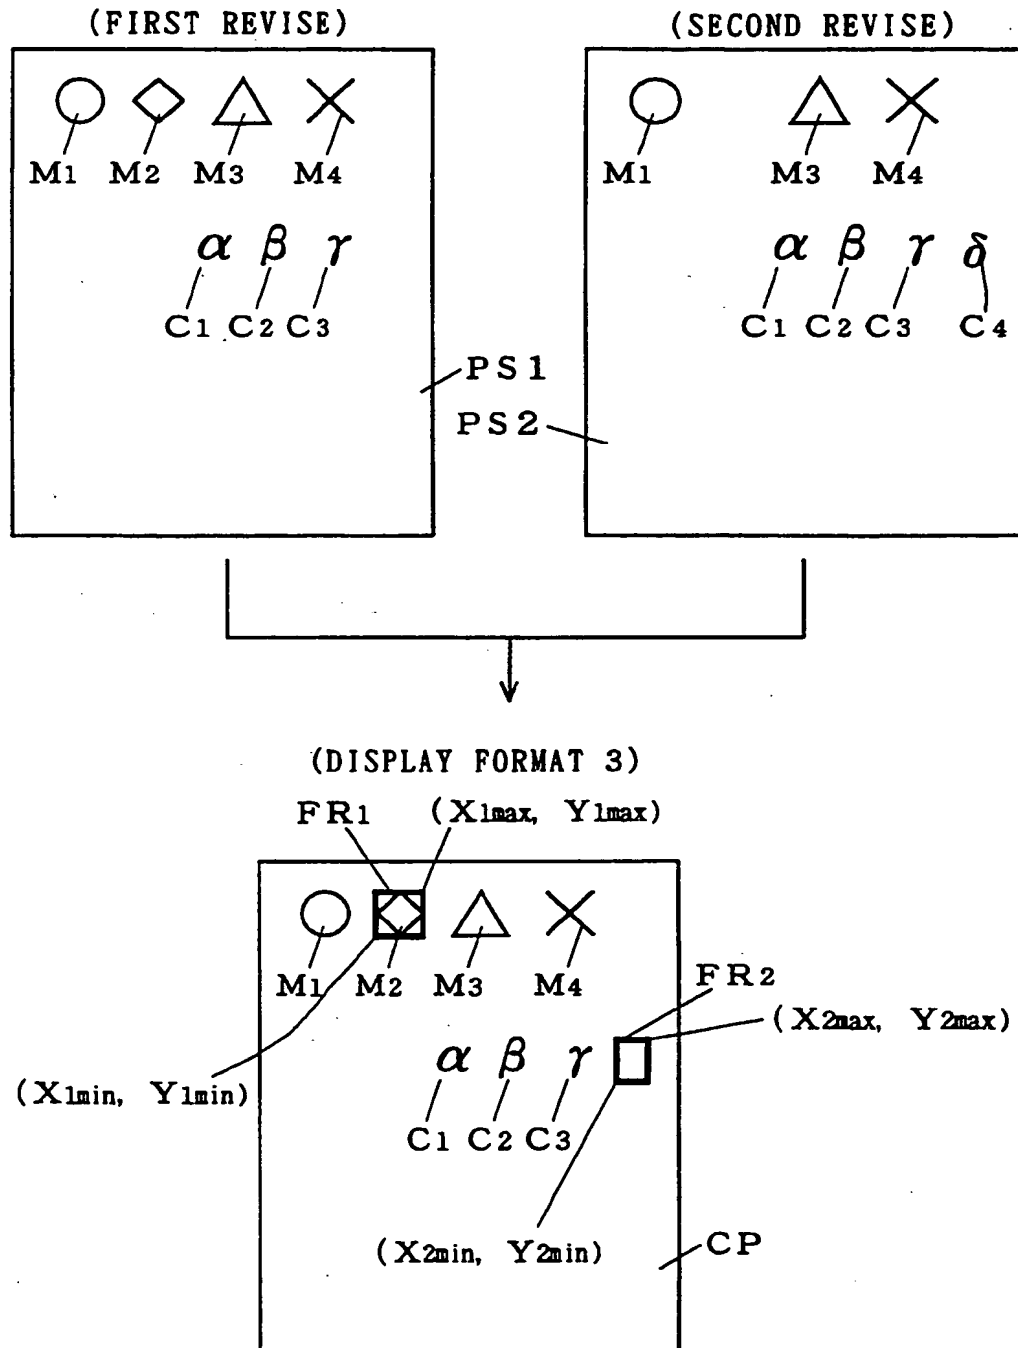 (FIRST REVISE) (SECOND REVISE)
M1 M2 M3 M4 M1 M3 M4
α β γ α β γ δ
C1 C2 C3 C1 C2 C3 C4
PS1
PS2
(DISPLAY FORMAT 3)
FR1 (X1max, Y1max)
M1 M2 M3 M4
FR2
(X2max, Y2max)
α β γ
(X1min, Y1min)
C1 C2 C3
(X2min, Y2min) CP